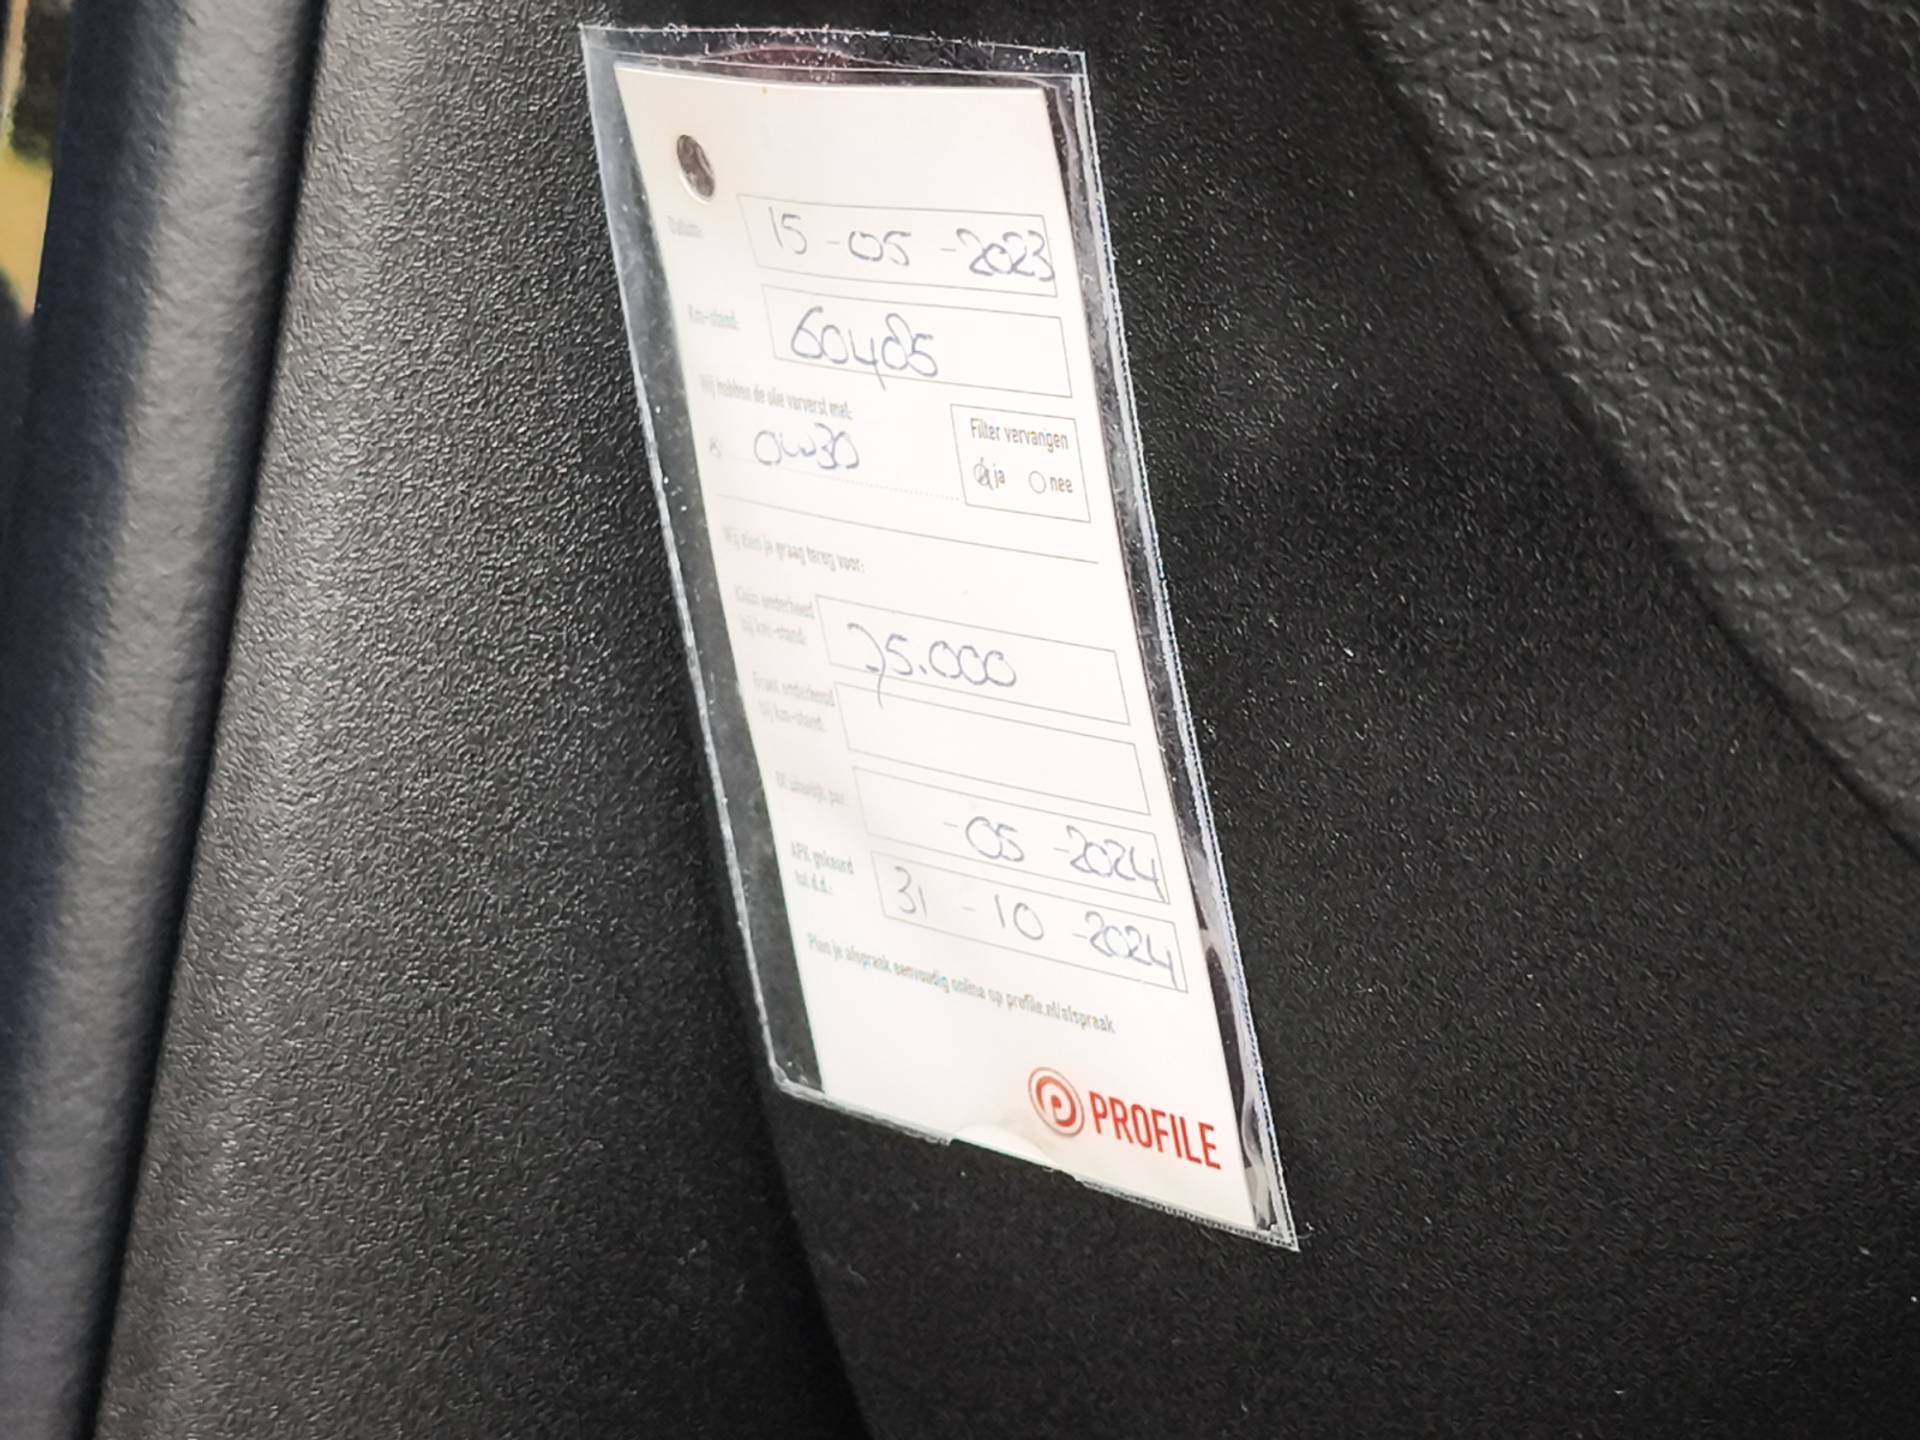 Datum: 15-05-2023
Km-stand: 60485
Wij hebben de olie ververst met:
0w30
Filter vervangen
ja nee
Wij zien je graag terug voor:
Klein onderhoud
bij km-stand: 75.000
Groot onderhoud
bij km-stand:
Of uiterlijk per -05-2024
APK gekeurd
tot d.d.: 31-10-2024
Plan je afspraak eenvoudig online op profile.nl/afspraak
PROFILE